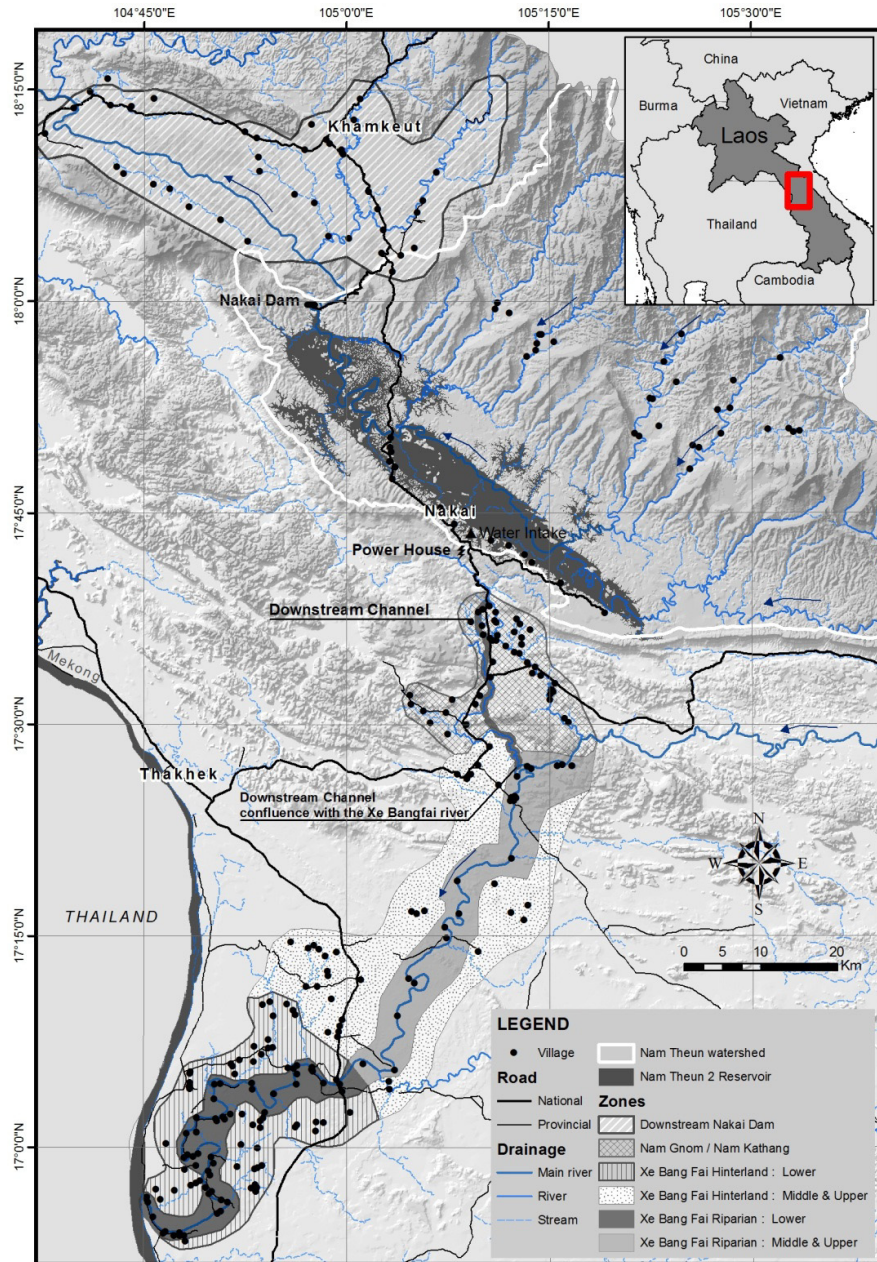 104°45'0"E
105°0'0"E
105°15'0"E
105°30'0"E
18°15'0"N
18°0'0"N
17°45'0"N
17°30'0"N
17°15'0"N
17°0'0"N
China
Burma
Vietnam
Laos
Thailand
Cambodia
Khamkeut
Nakai Dam
Nakai
Water Intake
Power House
Downstream Channel
Mekong
Thakhek
Downstream Channel
confluence with the Xe Bangfai river
THAILAND
N
W E
S
0 5 10 20
Km
LEGEND
Village
Road
National
Provincial
Drainage
Main river
River
Stream
Nam Theun watershed
Nam Theun 2 Reservoir
Zones
Downstream Nakai Dam
Nam Gnom / Nam Kathang
Xe Bang Fai Hinterland : Lower
Xe Bang Fai Hinterland : Middle & Upper
Xe Bang Fai Riparian : Lower
Xe Bang Fai Riparian : Middle & Upper